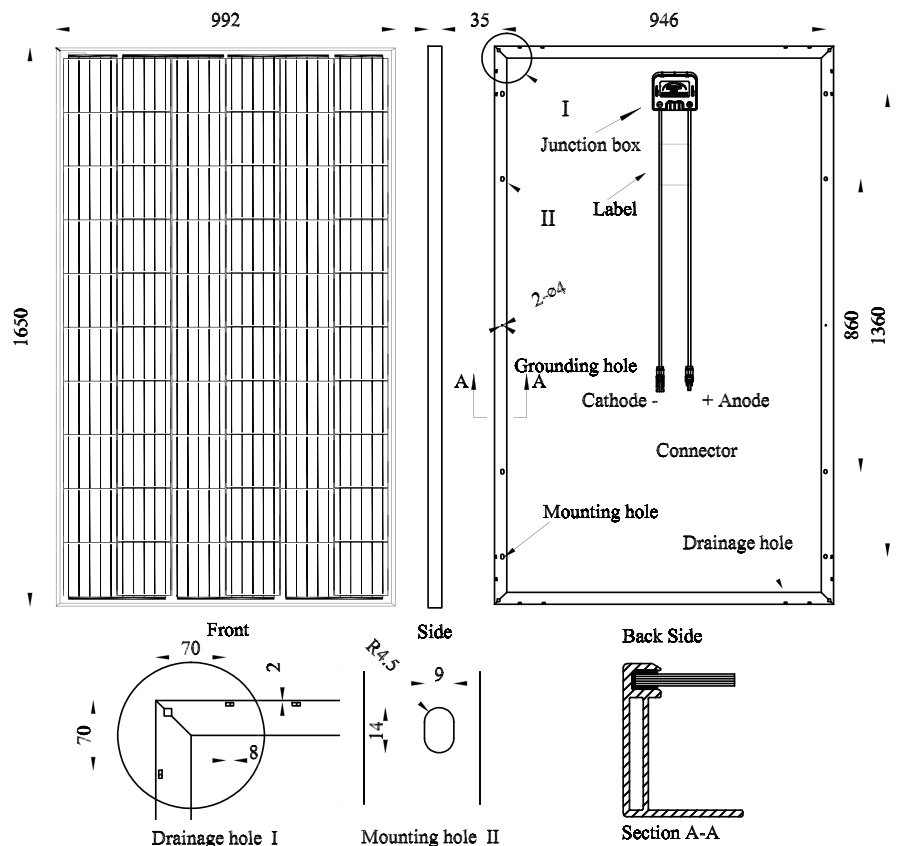 992
35
946
I
Junction box
Label
II
2-⌀4
1650
860
1360
Grounding hole
A
A
Cathode -
+ Anode
Connector
Mounting hole
Drainage hole
Front
Side
Back Side
70
2
R4.5
9
70
14
8
Drainage hole I
Mounting hole II
Section A-A